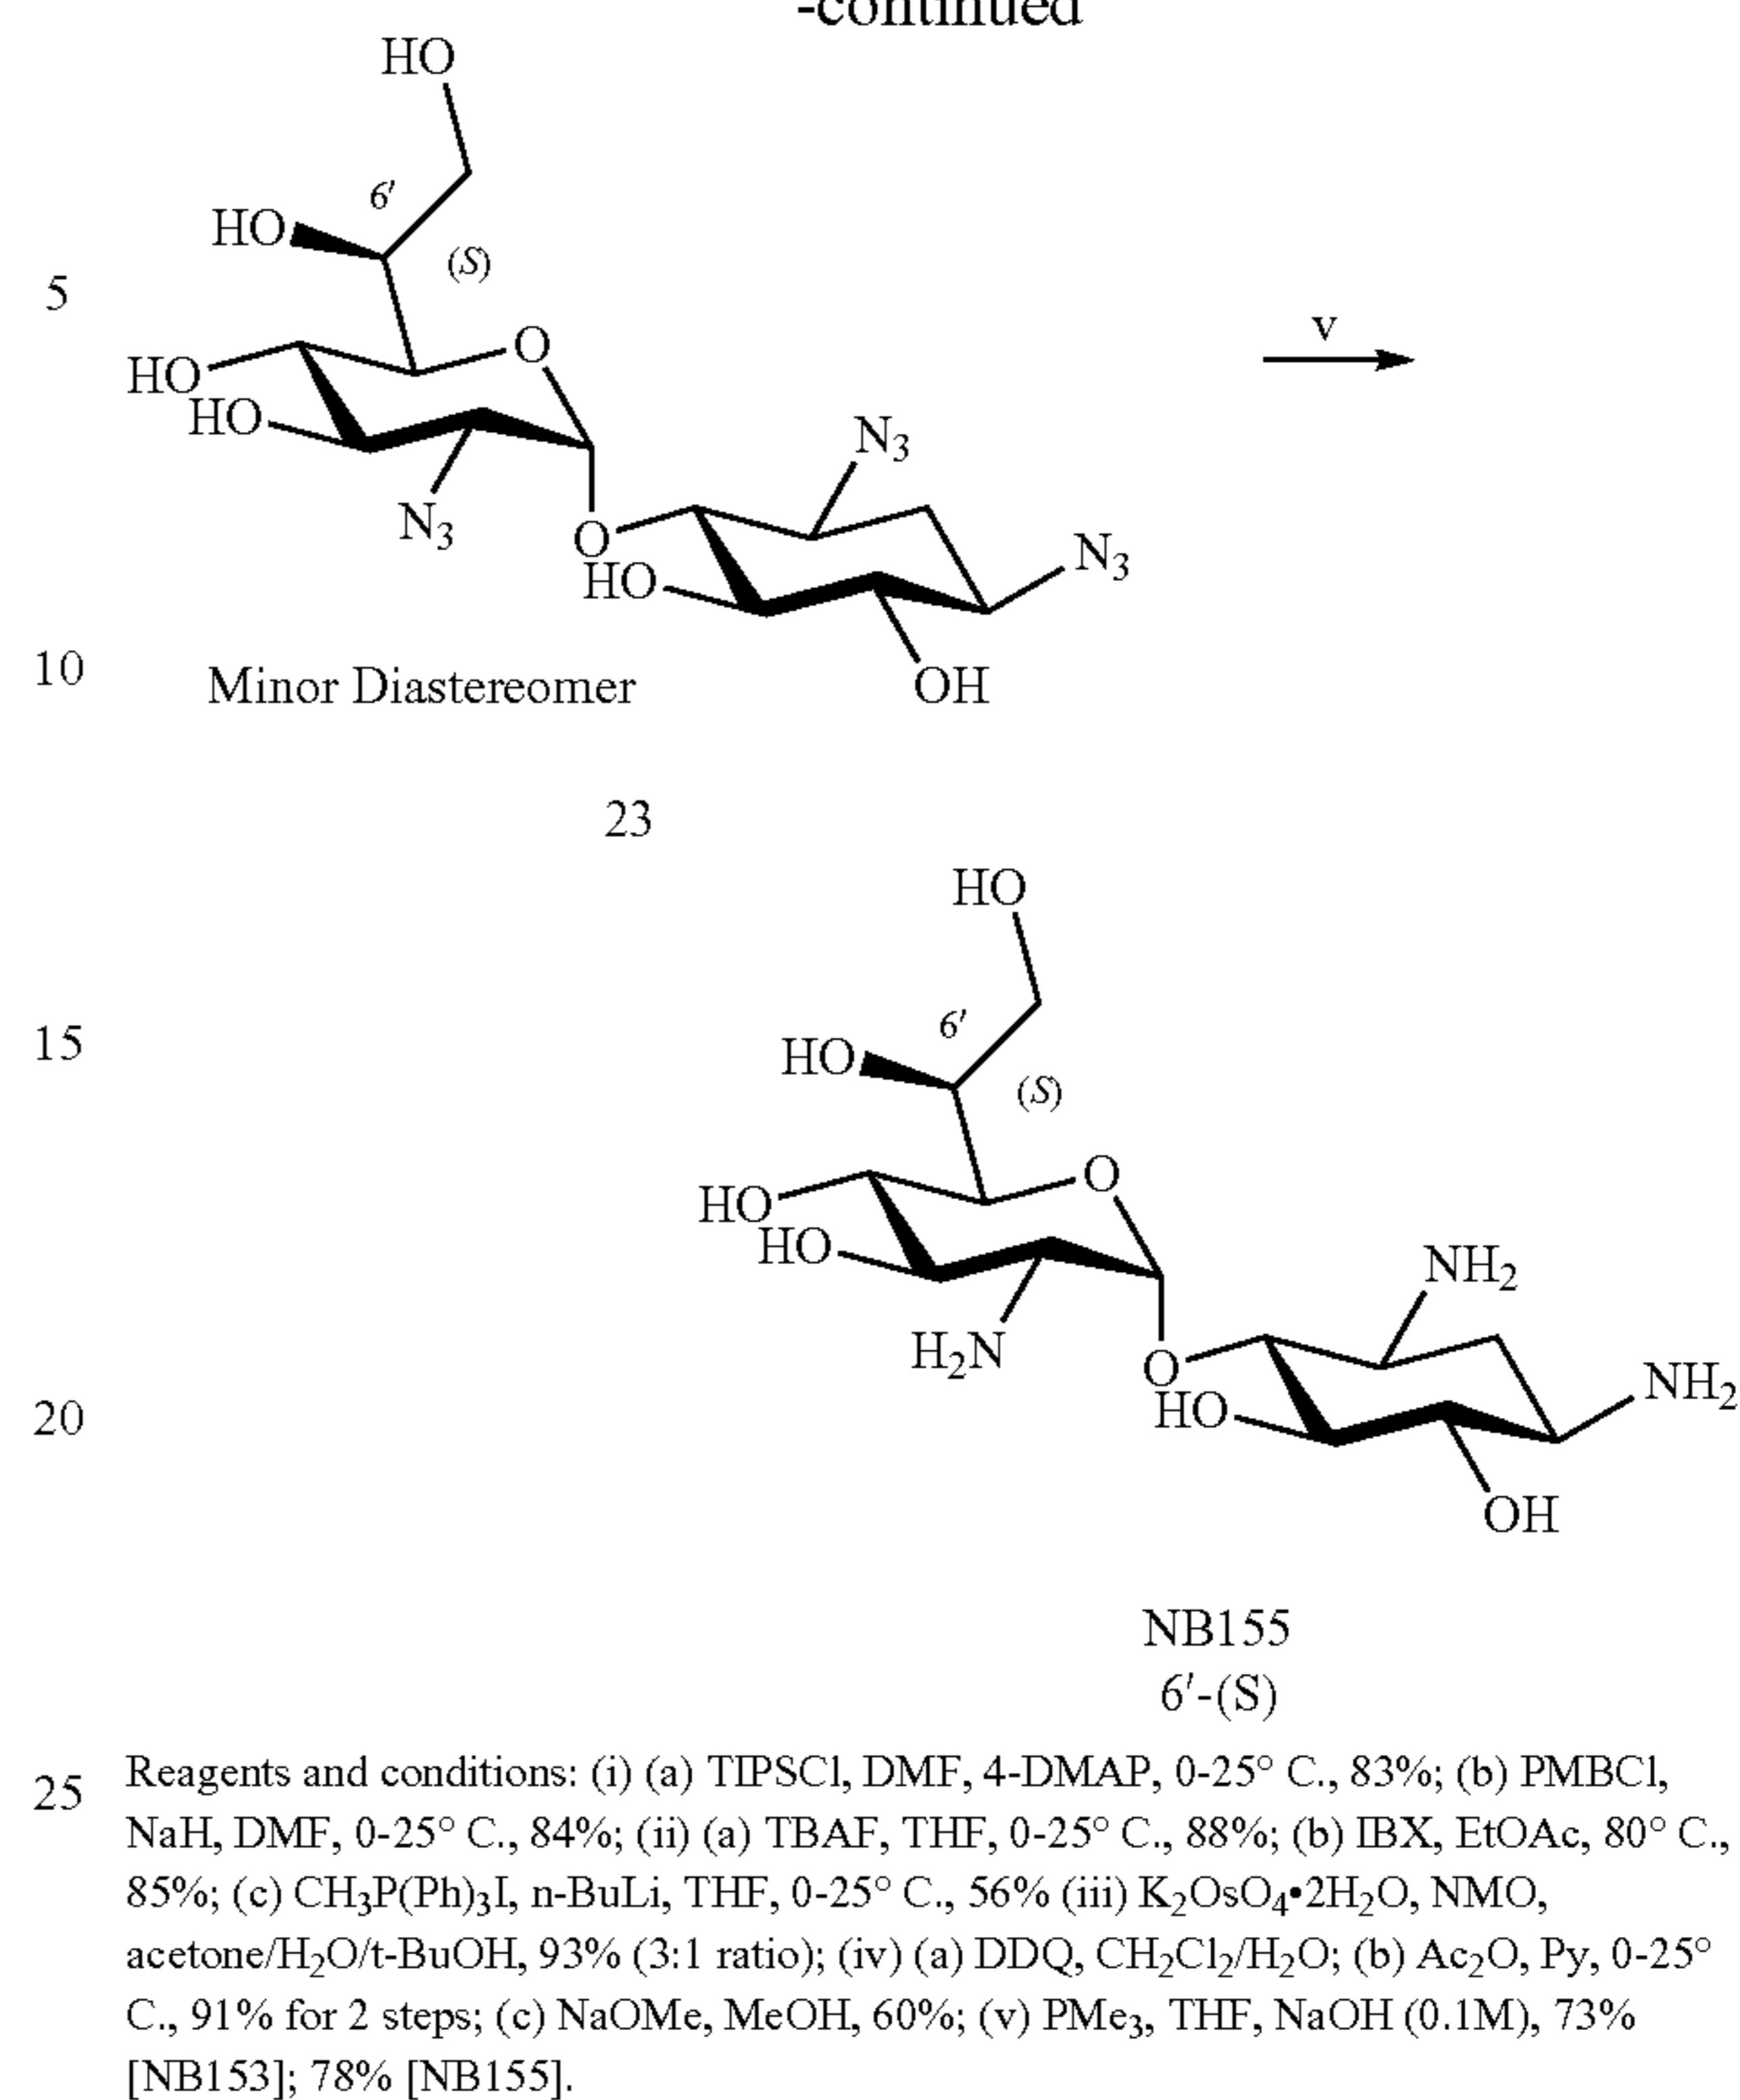 -continued
HO
6'
HO
(S)
5
O
v
HO
HO
N3
N3
N3
O
HO
10
Minor Diastereomer
OH
23
HO
15
6'
HO
(S)
O
HO
HO
NH2
H2N
NH2
O
20
HO
OH
NB155
6'-(S)
25
Reagents and conditions: (i) (a) TIPSCl, DMF, 4-DMAP, 0-25° C., 83%; (b) PMBCl,
NaH, DMF, 0-25° C., 84%; (ii) (a) TBAF, THF, 0-25° C., 88%; (b) IBX, EtOAc, 80° C.,
85%; (c) CH3P(Ph)3I, n-BuLi, THF, 0-25° C., 56% (iii) K2OsO4•2H2O, NMO,
acetone/H2O/t-BuOH, 93% (3:1 ratio); (iv) (a) DDQ, CH2Cl2/H2O; (b) Ac2O, Py, 0-25°
C., 91% for 2 steps; (c) NaOMe, MeOH, 60%; (v) PMe3, THF, NaOH (0.1M), 73%
[NB153]; 78% [NB155].